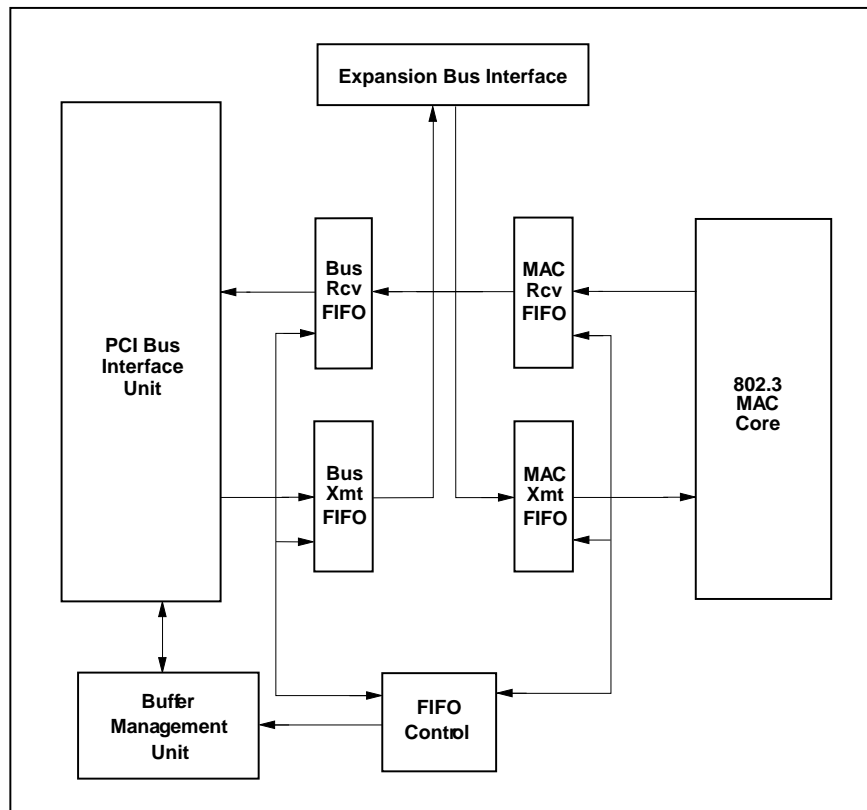 Expansion Bus Interface
Bus
Rcv
FIFO
MAC
Rcv
FIFO
PCI Bus
Interface
Unit
802.3
MAC
Core
Bus
Xmt
FIFO
MAC
Xmt
FIFO
Buffer
Management
Unit
FIFO
Control